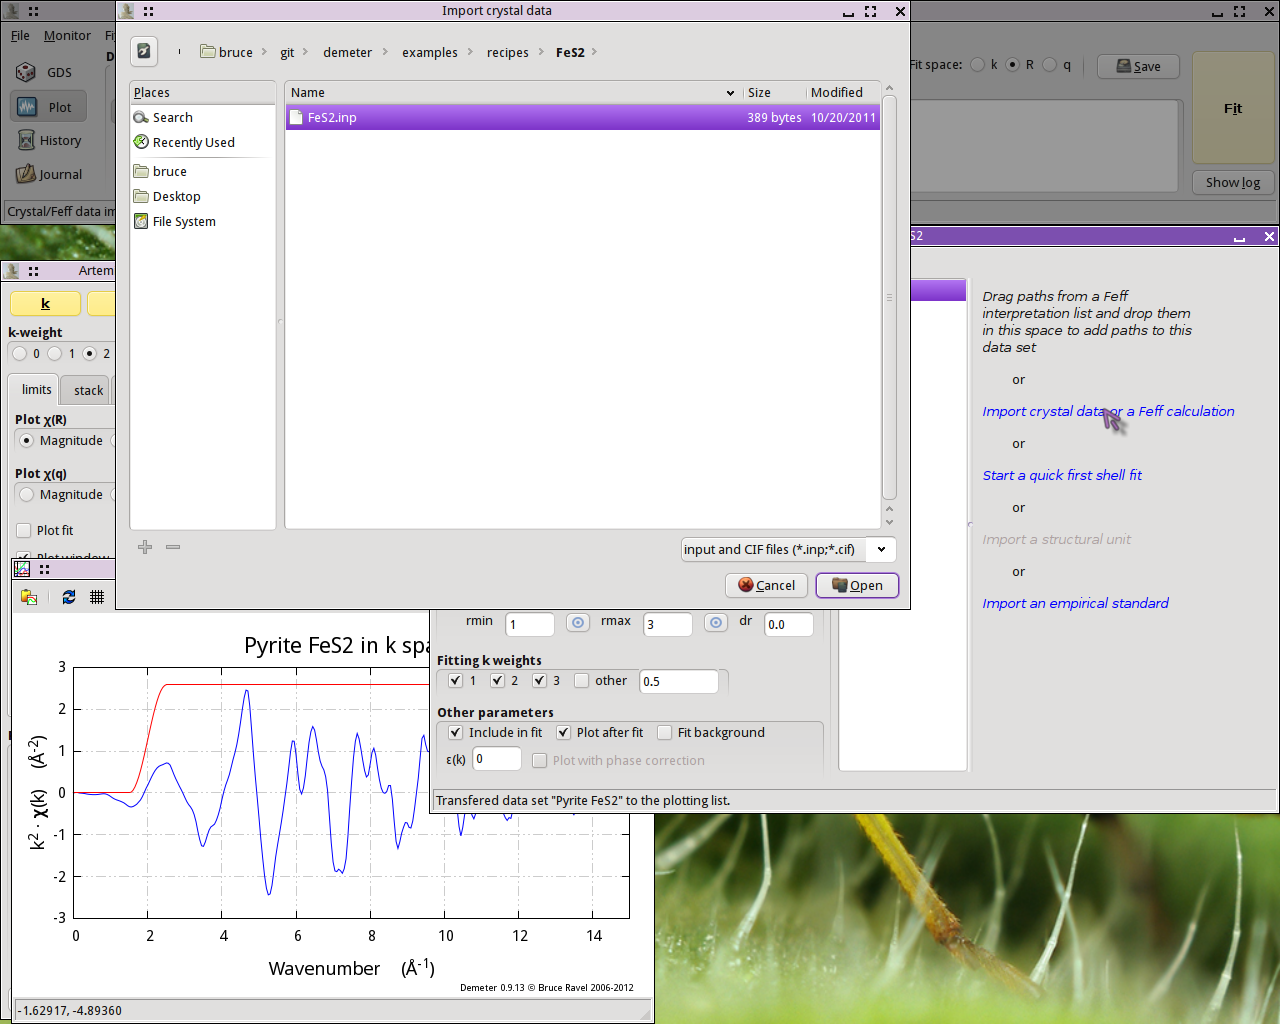 Import crystal data
File Monitor
GDS
Plot
History
Journal
Crystal/Feff data im
bruce git demeter examples recipes FeS2
Places
Search
Recently Used
bruce
Desktop
File System
Name Size Modified
FeS2.inp 389 bytes 10/20/2011
input and CIF files (*.inp;*.cif)
Cancel Open
Fit space: k R q Save
Fit
Show log
S2
Drag paths from a Feff
interpretation list and drop them
in this space to add paths to this
data set
or
Import crystal data or a Feff calculation
or
Start a quick first shell fit
or
Import a structural unit
or
Import an empirical standard
Artem
k
k-weight
0 1 2
limits stack
Plot χ(R)
Magnitude
Plot χ(q)
Magnitude
Plot fit
Plot window
rmin 1 rmax 3 dr 0.0
Fitting k weights
1 2 3 other 0.5
Other parameters
Include in fit Plot after fit Fit background
ε(k) 0 Plot with phase correction
Transfered data set "Pyrite FeS2" to the plotting list.
Pyrite FeS2 in k spa
k² · χ(k) (Å⁻²)
3
2
1
0
-1
-2
-3
0 2 4 6 8 10 12 14
Wavenumber (Å⁻¹)
Demeter 0.9.13 © Bruce Ravel 2006-2012
-1.62917, -4.89360